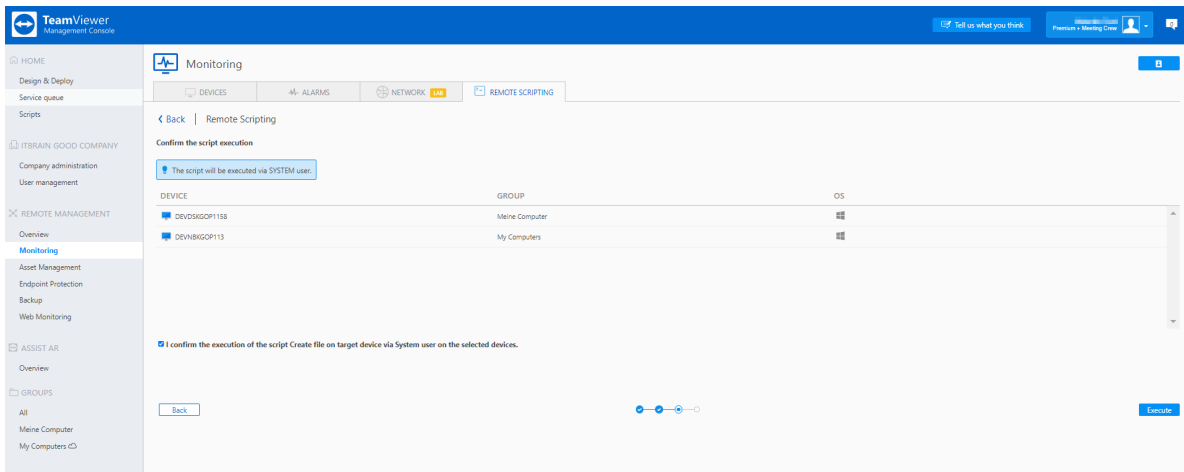 TeamViewer
Management Console
Tell us what you think
Premium + Meeting Crew
HOME
Design & Deploy
Service queue
Scripts
ITBRAIN GOOD COMPANY
Company administration
User management
REMOTE MANAGEMENT
Overview
Monitoring
Asset Management
Endpoint Protection
Backup
Web Monitoring
ASSIST AR
Overview
GROUPS
All
Meine Computer
My Computers
Monitoring
DEVICES
ALARMS
NETWORK LAB
REMOTE SCRIPTING
Back | Remote Scripting
Confirm the script execution
The script will be executed via SYSTEM user.
DEVICE GROUP OS
DEVDSKGOP1158 Meine Computer
DEVNBKGOP113 My Computers
I confirm the execution of the script Create file on target device via System user on the selected devices.
Back
Execute